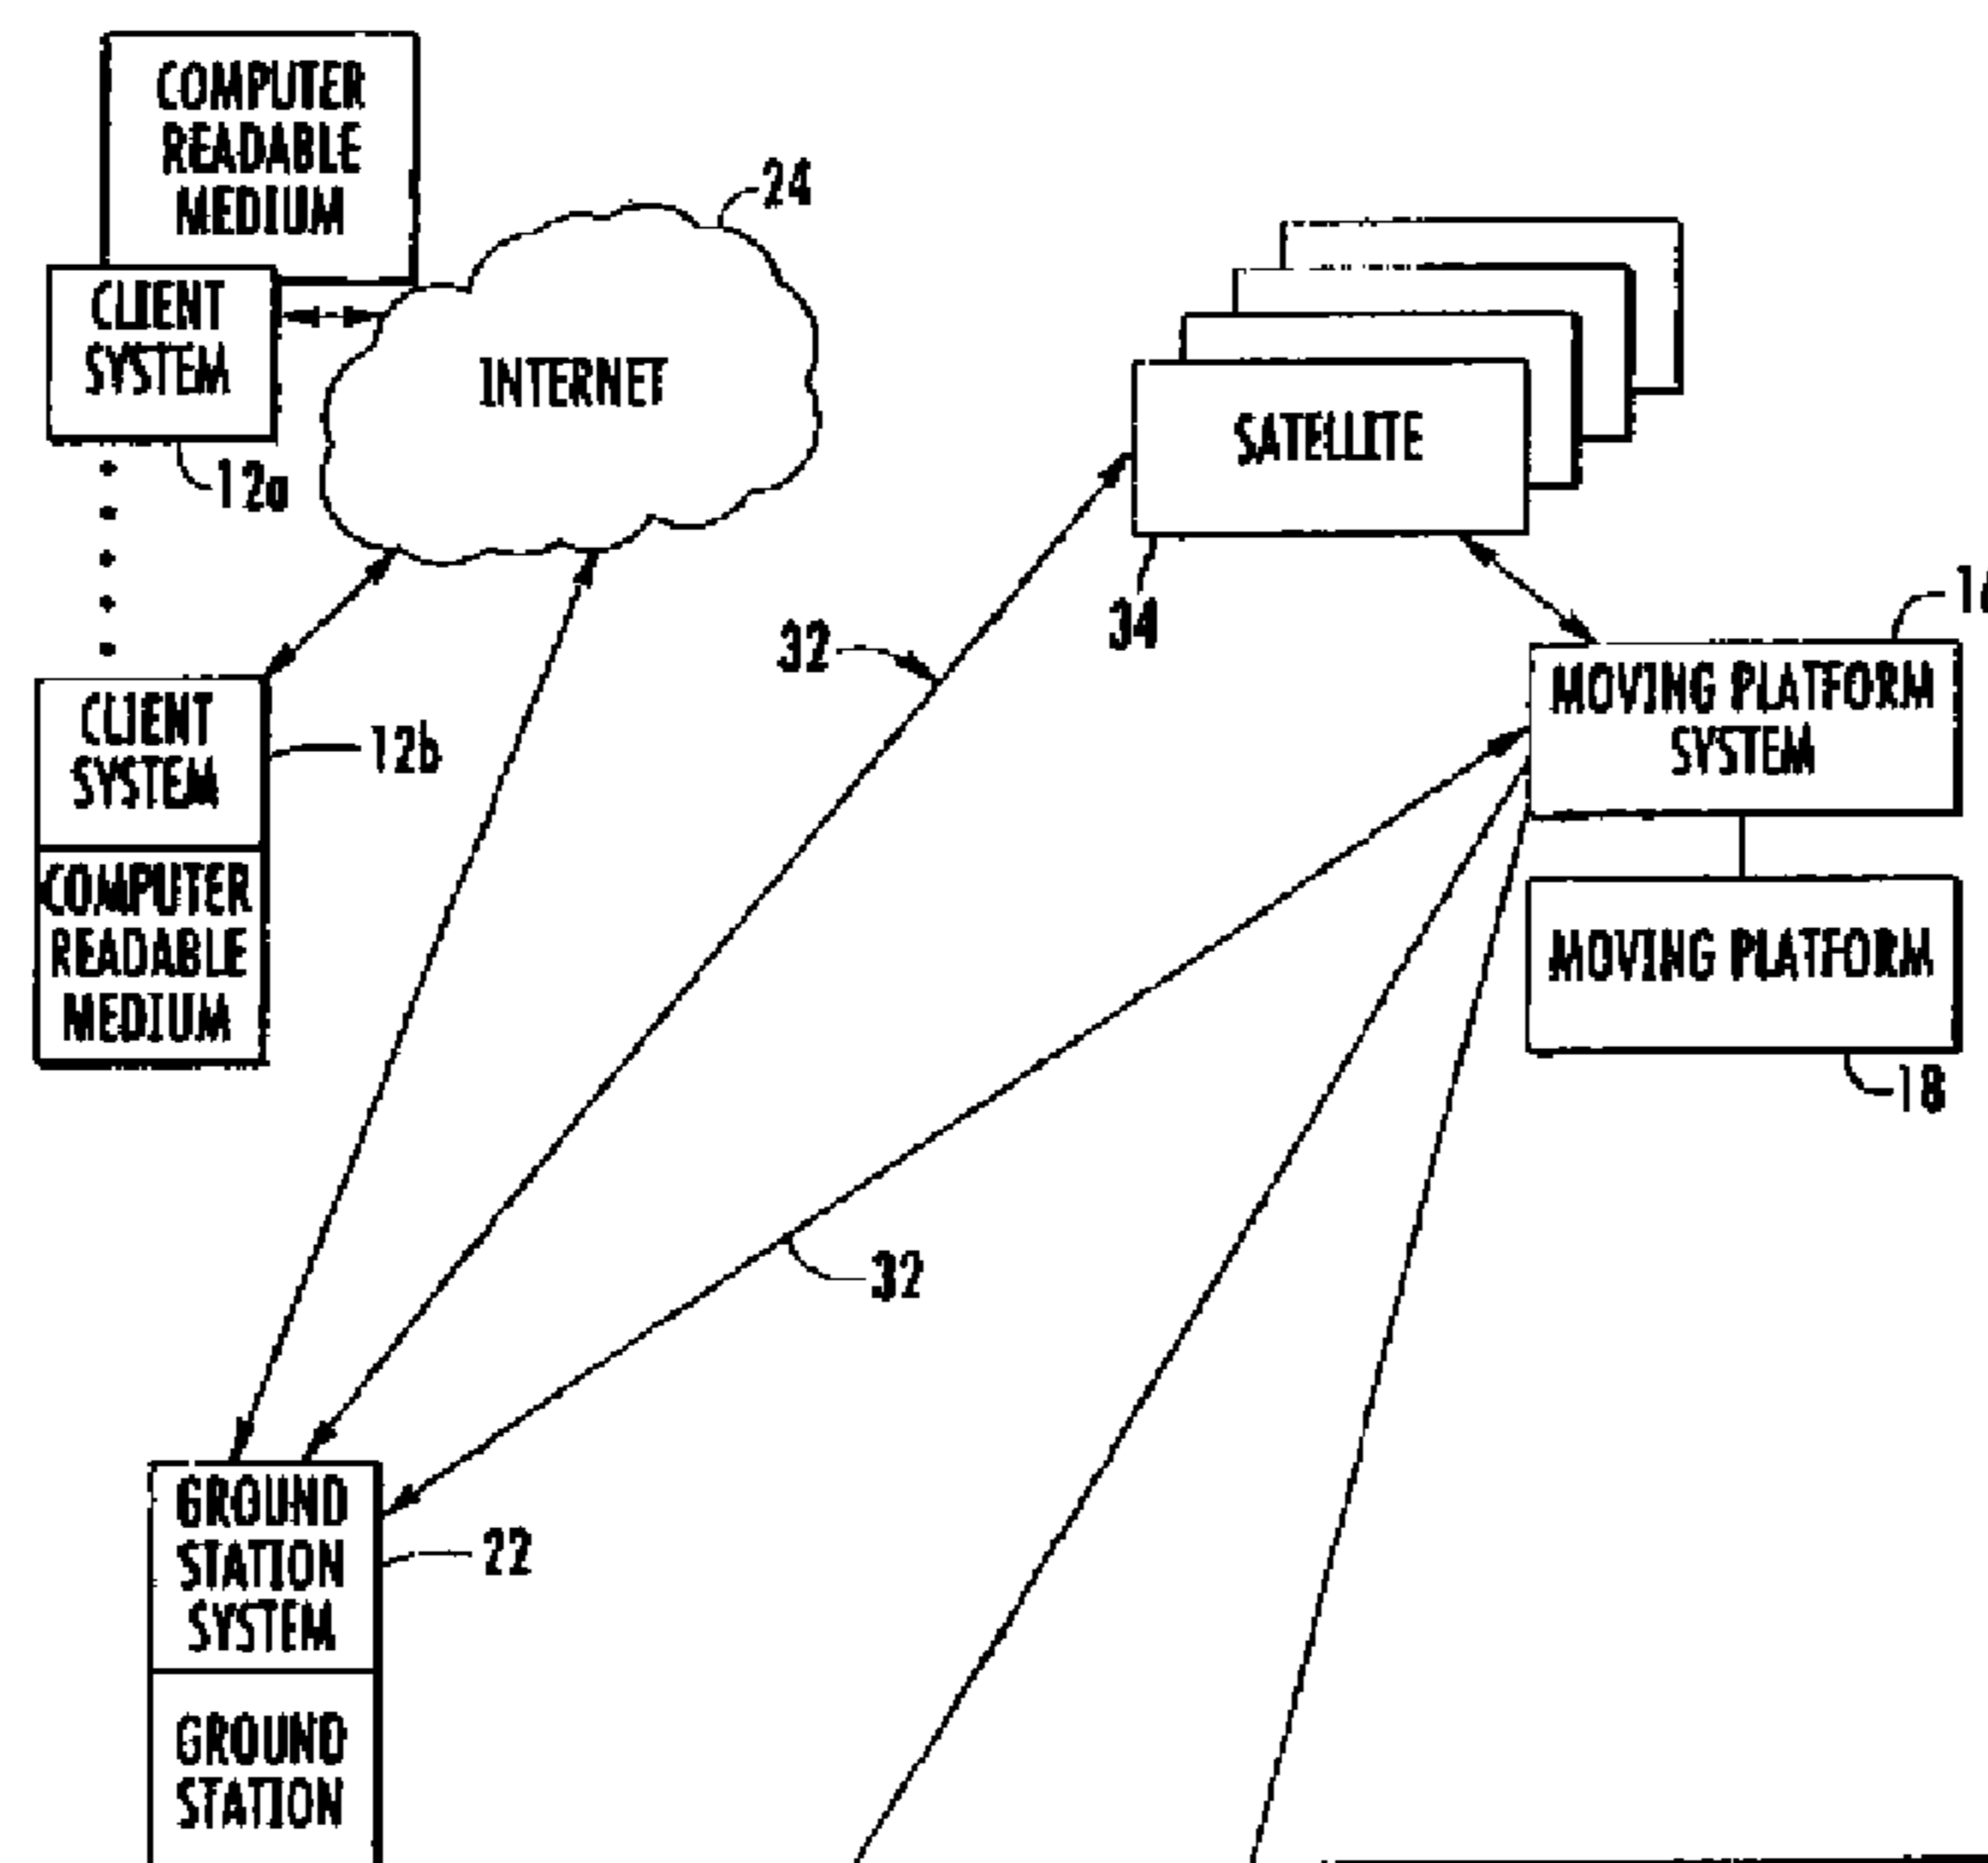 COMPUTER
READABLE
MEDIUM
24
CLIENT
SYSTEM
INTERNET
SATELLITE
12a
34
32
MOVING PLATFORM
SYSTEM
CLIENT
SYSTEM
12b
COMPUTER
READABLE
MEDIUM
MOVING PLATFORM
18
32
GROUND
STATION
SYSTEM
22
GROUND
STATION